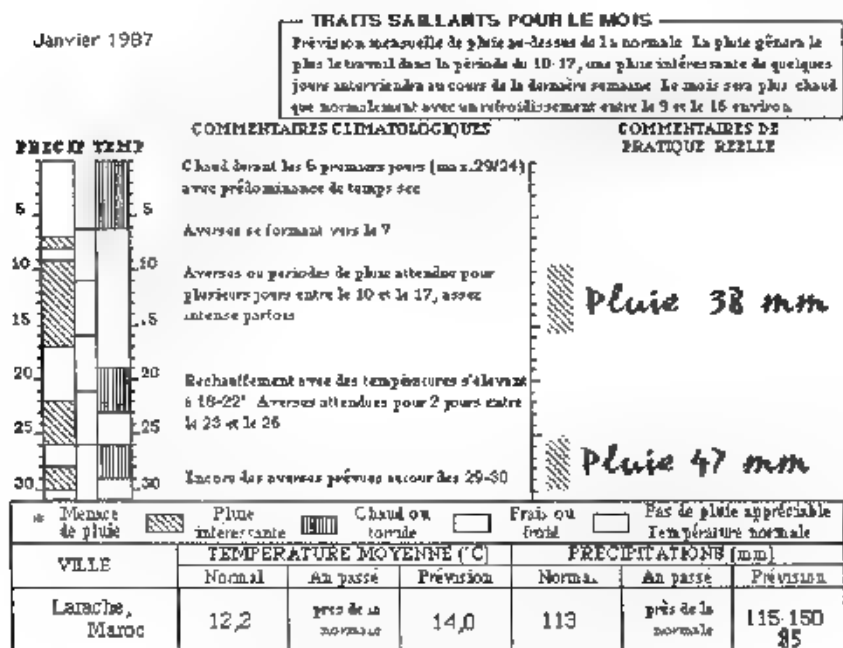 Janvier 1987
TRAITS SAILLANTS POUR LE MOIS
Prévision mensuelle de pluie au-dessus de la normale. La pluie gênera le
plus le travail dans la période du 10-17, une pluie intéressante de quelques
jours interviendra au cours de la dernière semaine. Le mois sera plus chaud
que normalement avec un refroidissement entre le 9 et le 16 environ.
PRECIP TEMP
5 5
10 10
15 15
20 20
25 25
30 30
COMMENTAIRES CLIMATOLOGIQUES
Chaud durant les 6 premiers jours (max.29/24)
avec prédominance de temps sec
Averses se formant vers le 7
Averses ou periodes de pluie attendue pour
plusieurs jours entre le 10 et le 17, assez
intense parfois
Rechauffement avec des températures s'élevant
à 18-22° Averses attendues pour 2 jours entre
le 23 et le 26
Encore des averses prévues autour des 29-30
COMMENTAIRES DE
PRATIQUE REELLE
Pluie 38 mm
Pluie 47 mm
* Menace de pluie
Pluie interessante
Chaud ou torride
Frais ou froid
Pas de pluie appréciable
Température normale
VILLE TEMPERATURE MOYENNE (°C) PRECIPITATIONS (mm)
Normal An passé Prévision Norma. An passé Prévision
Larache, Maroc 12,2 près de la normale 14,0 113 près de la normale 115-150
85